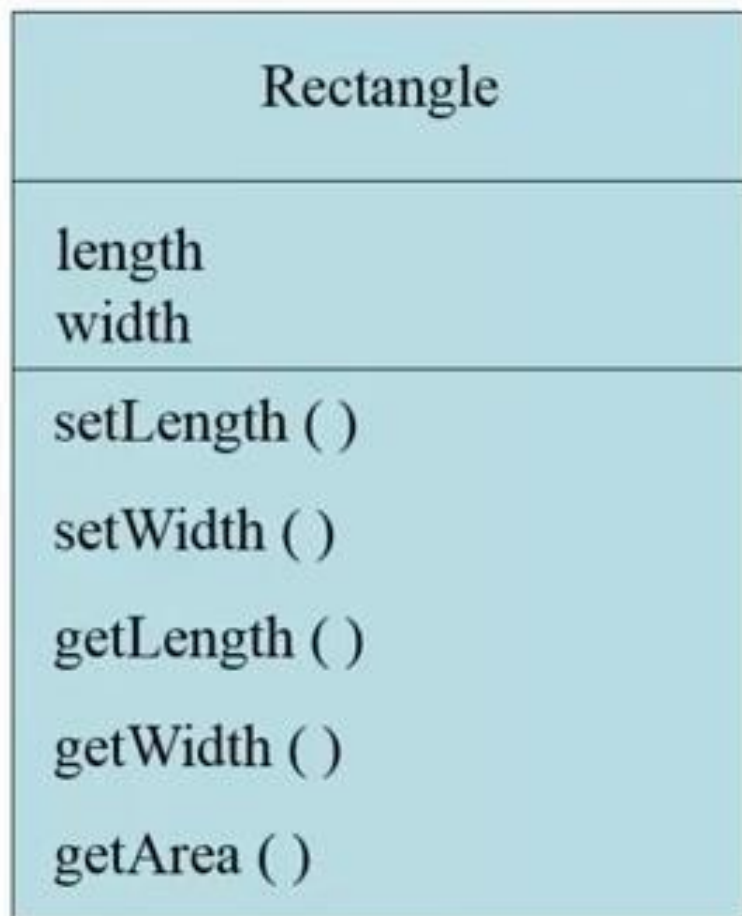 Rectangle
length
width
setLength ( )
setWidth ( )
getLength ( )
getWidth ( )
getArea ( )